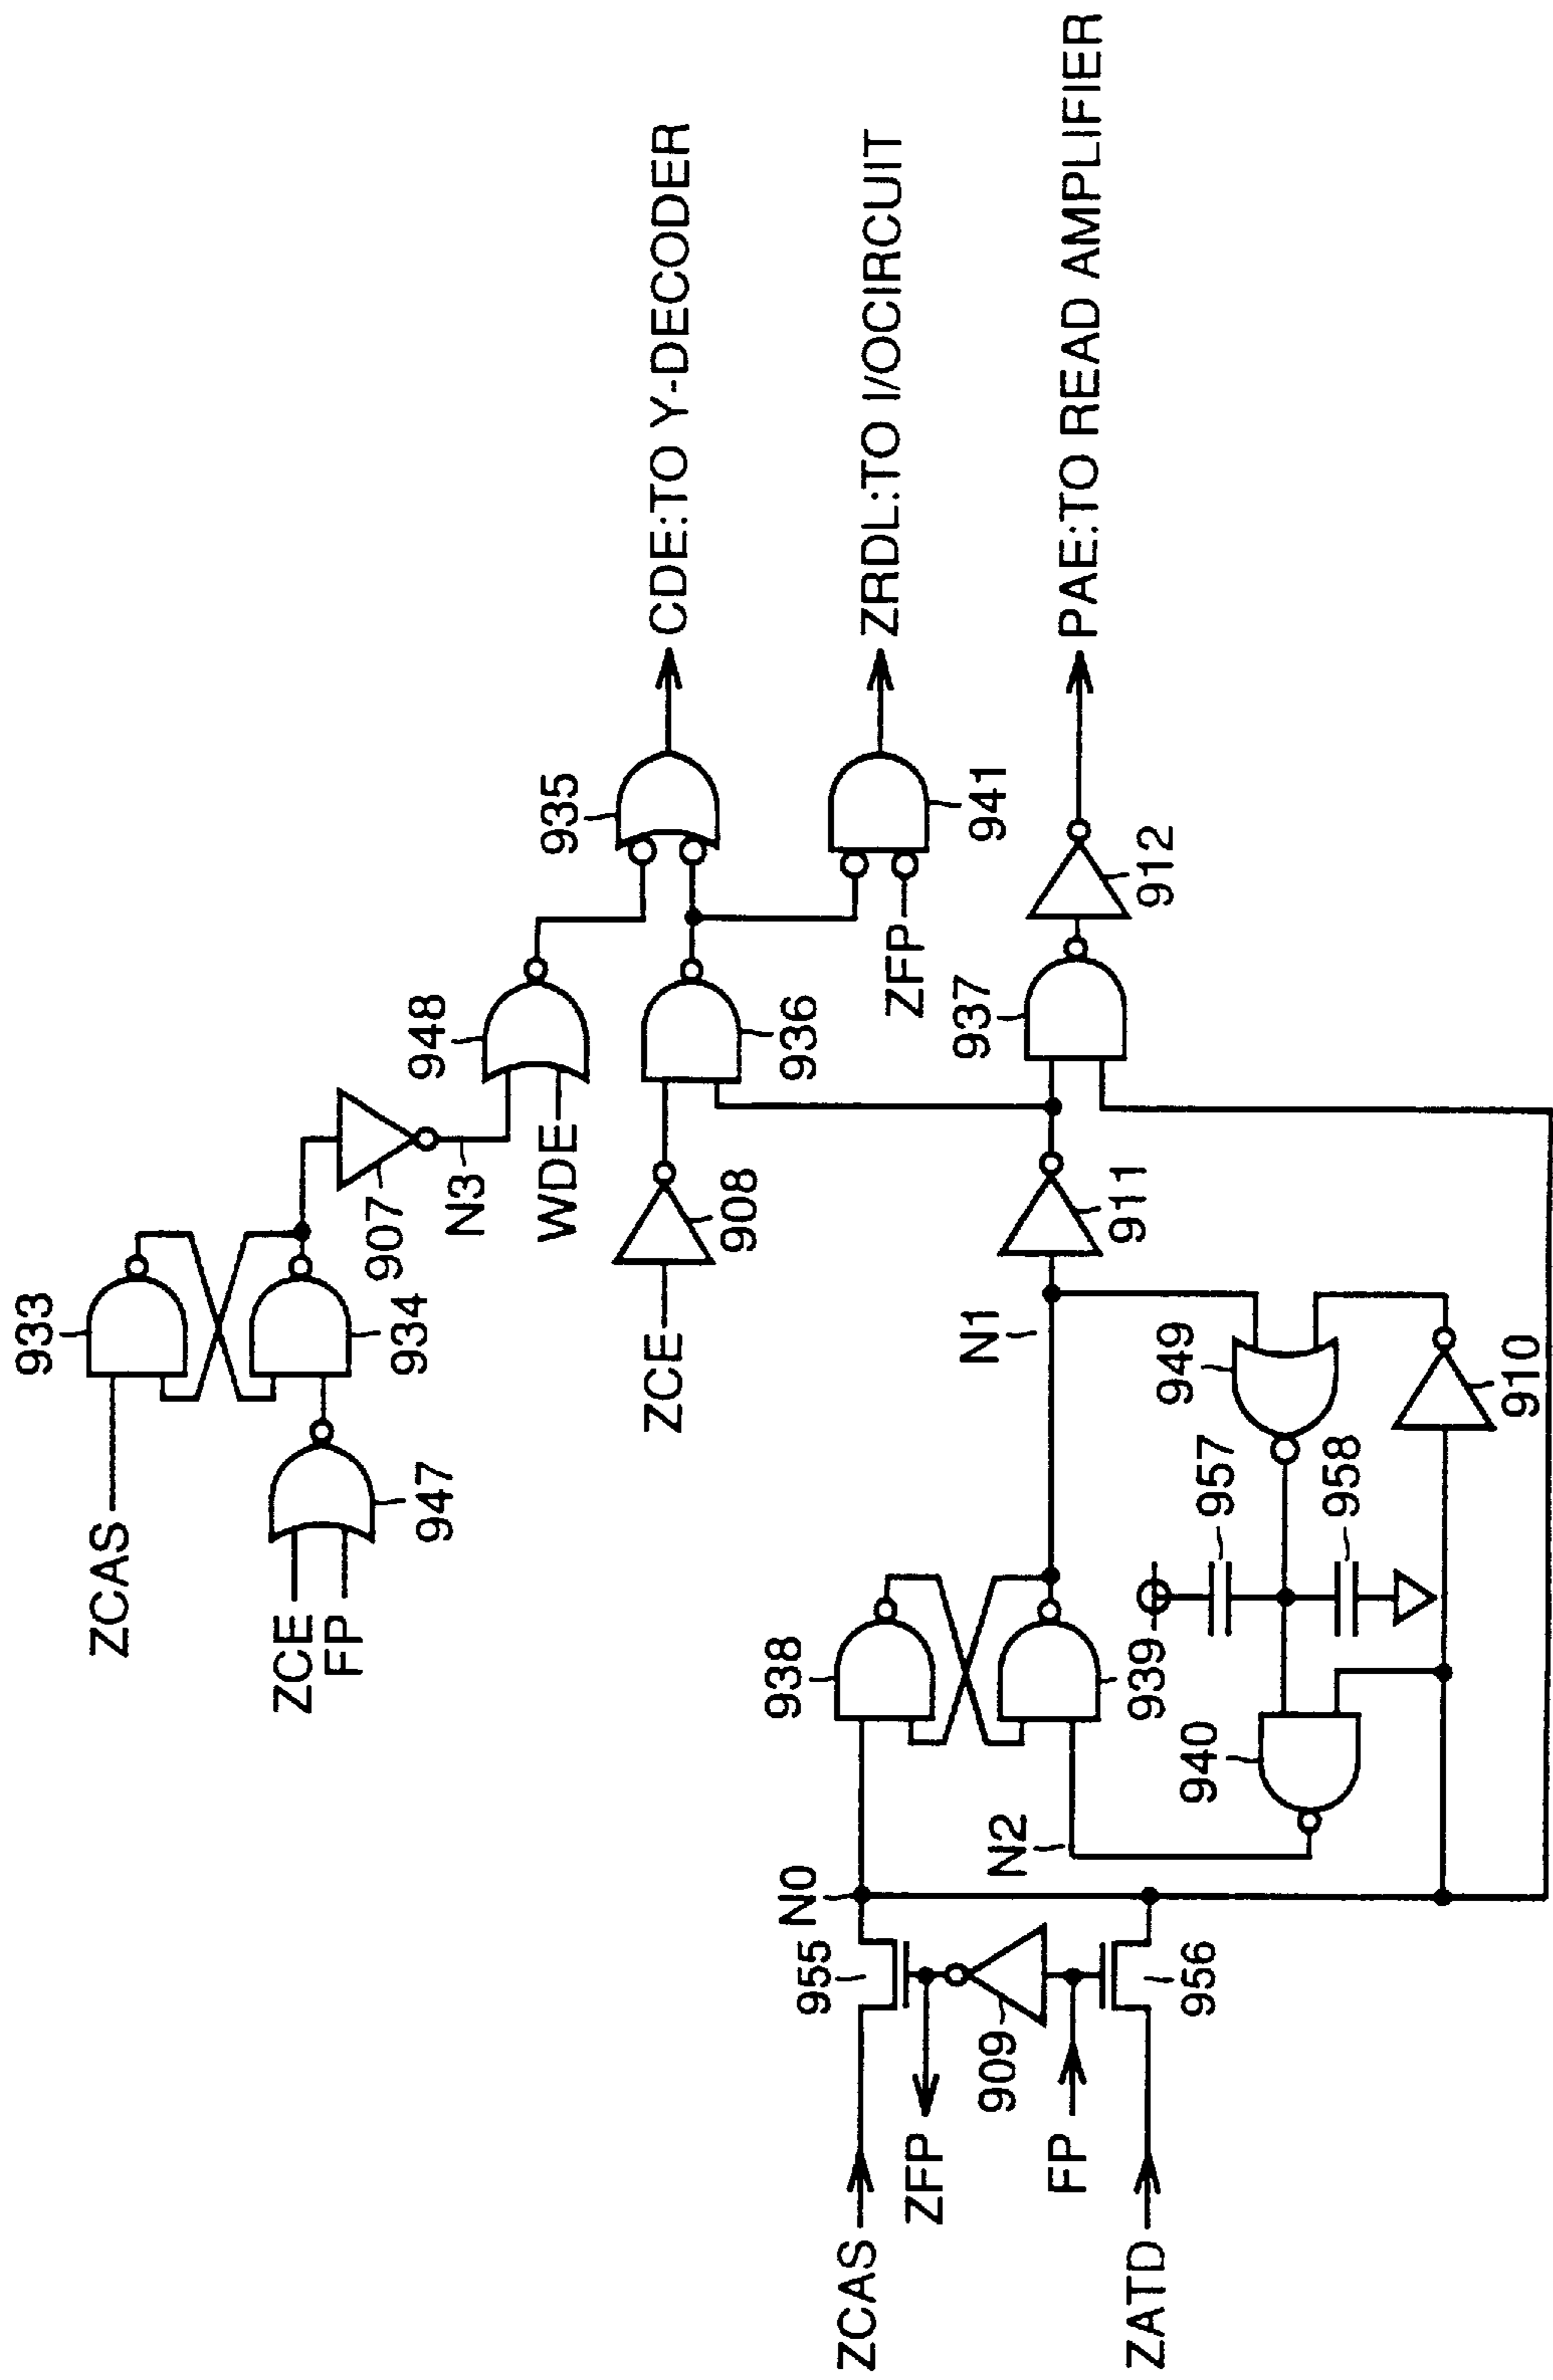 ZCAS
933
ZCE
FP
947
934
907
N3
WDE
948
935
CDE:TO Y-DECODER
ZCE
908
936
ZFP
941
ZRDL:TO I/OCIRCUIT
ZCAS
955
N0
938
N1
911
937
912
PAE:TO READ AMPLIFIER
ZFP
909
FP
N2
939
ZATD
956
940
957
958
949
910